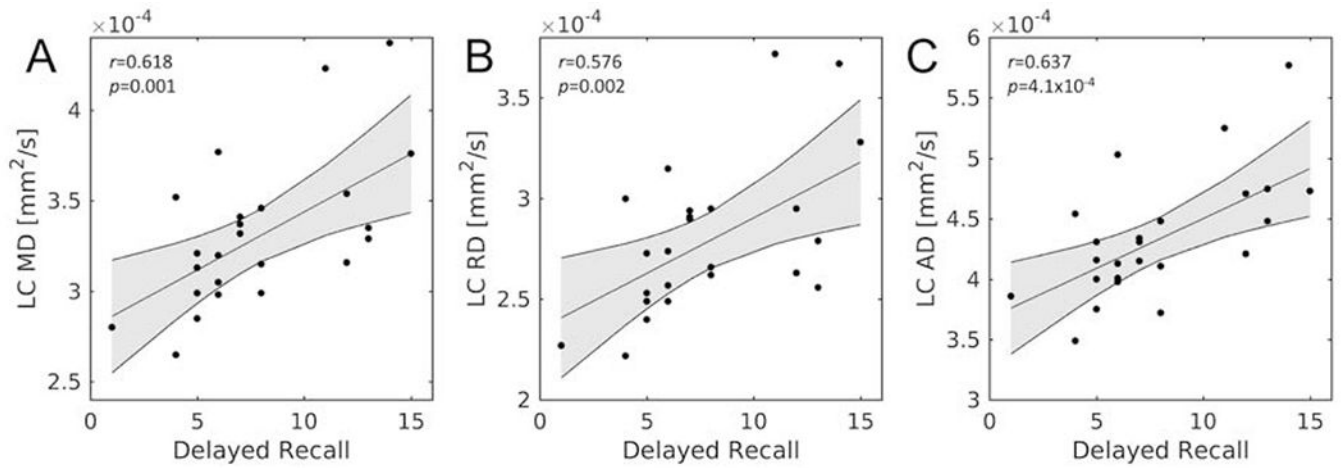 A
×10⁻⁴
r=0.618
p=0.001
LC MD [mm²/s]
4
3.5
3
2.5
0 5 10 15
Delayed Recall
B
×10⁻⁴
r=0.576
p=0.002
LC RD [mm²/s]
3.5
3
2.5
2
0 5 10 15
Delayed Recall
C
×10⁻⁴
r=0.637
p=4.1x10⁻⁴
LC AD [mm²/s]
6
5.5
5
4.5
4
3.5
3
0 5 10 15
Delayed Recall